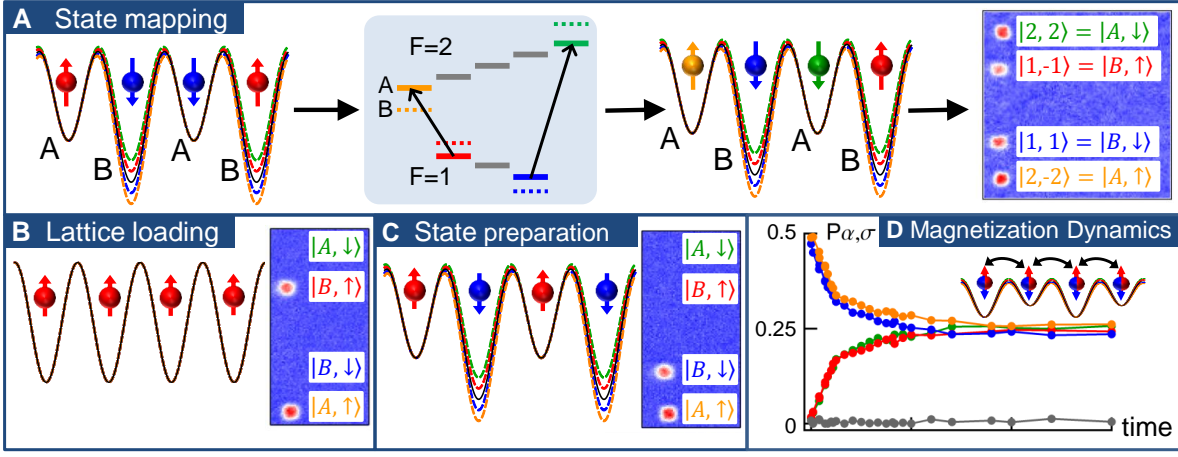 A State mapping
A
B
A
B
F=2
A
B
F=1
A
B
A
B
|2, 2⟩ = |A, ↓⟩
|1,-1⟩ = |B, ↑⟩
|1, 1⟩ = |B, ↓⟩
|2,-2⟩ = |A, ↑⟩
B Lattice loading
|A, ↓⟩
|B, ↑⟩
|B, ↓⟩
|A, ↑⟩
C State preparation
|A, ↓⟩
|B, ↑⟩
|B, ↓⟩
|A, ↑⟩
D Magnetization Dynamics
Pα,σ
0.5
0.25
0
time